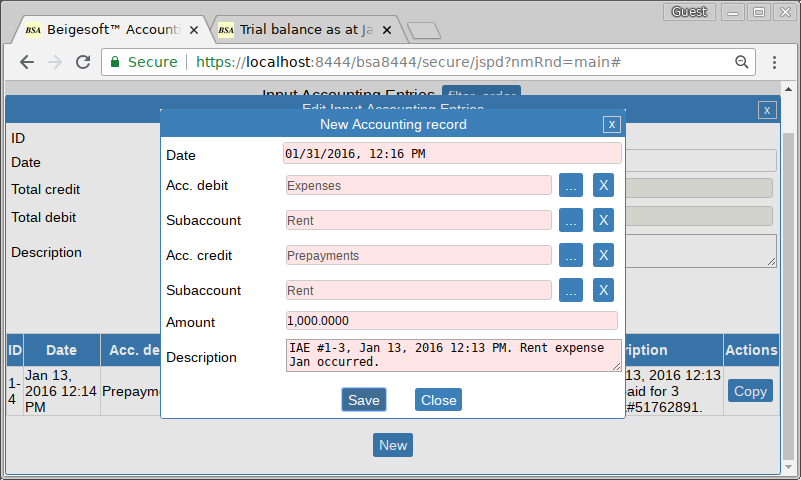 Guest
BSA Beigesoft™ Accounti
BSA Trial balance as at Ja
Secure https://localhost:8444/bsa8444/secure/jspd?nmRnd=main#
Input Accounting Entries filter, order
Edit Input Accounting Entries X
New Accounting record X
ID
Date
Total credit
Total debit
Description
Date 01/31/2016, 12:16 PM
Acc. debit Expenses ... X
Subaccount Rent ... X
Acc. credit Prepayments ... X
Subaccount Rent ... X
Amount 1,000.0000
Description IAE #1-3, Jan 13, 2016 12:13 PM. Rent expense
Jan occurred.
Save Close
ID Date Acc. de ription Actions
1-4 Jan 13, 2016 12:14 PM Prepaym 13, 2016 12:13 paid for 3 #51762891. Copy
New